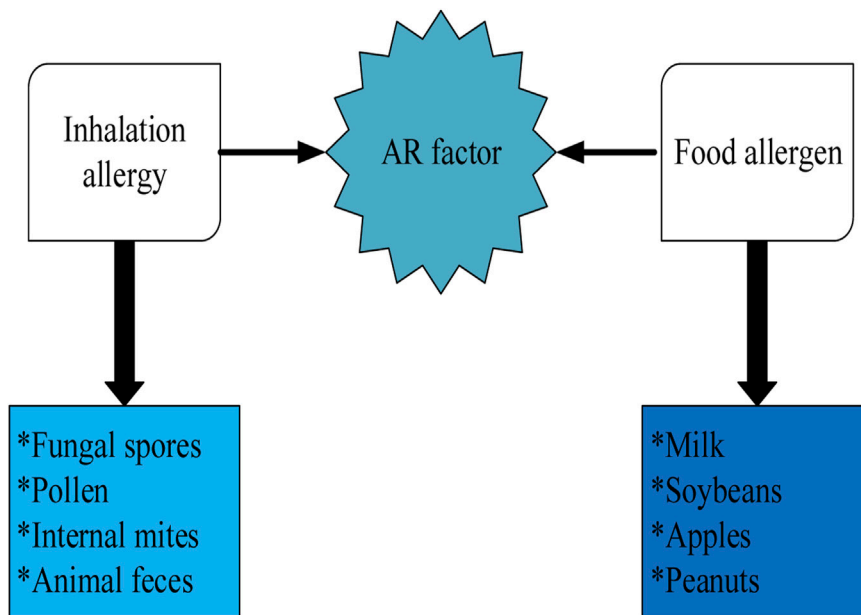 Inhalation
allergy
AR factor
Food allergen
*Fungal spores
*Pollen
*Internal mites
*Animal feces
*Milk
*Soybeans
*Apples
*Peanuts